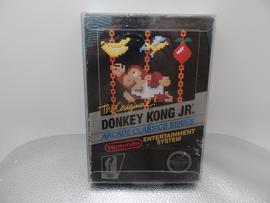 The Original!
DONKEY KONG JR.
ARCADE CLASSICS SERIES
Nintendo
ENTERTAINMENT
SYSTEM